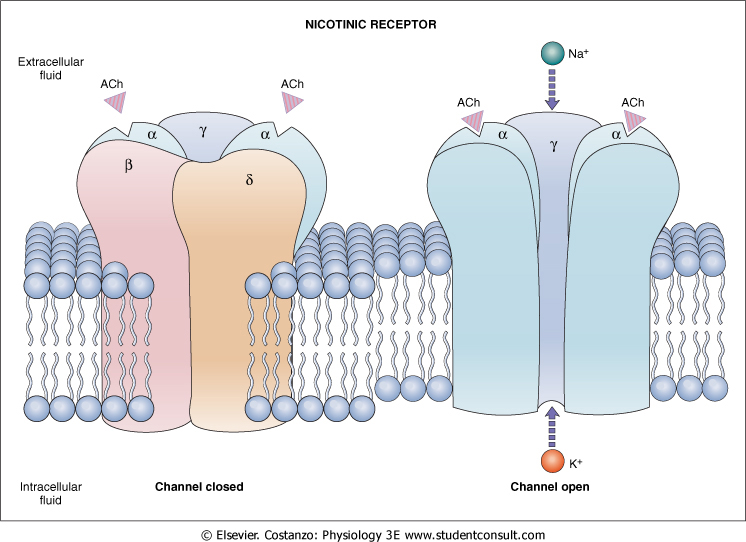 NICOTINIC RECEPTOR
Extracellular
fluid
ACh
ACh
α
γ
α
β
δ
Na+
ACh
ACh
α
γ
α
K+
Intracellular
fluid
Channel closed
Channel open
© Elsevier. Costanzo: Physiology 3E www.studentconsult.com